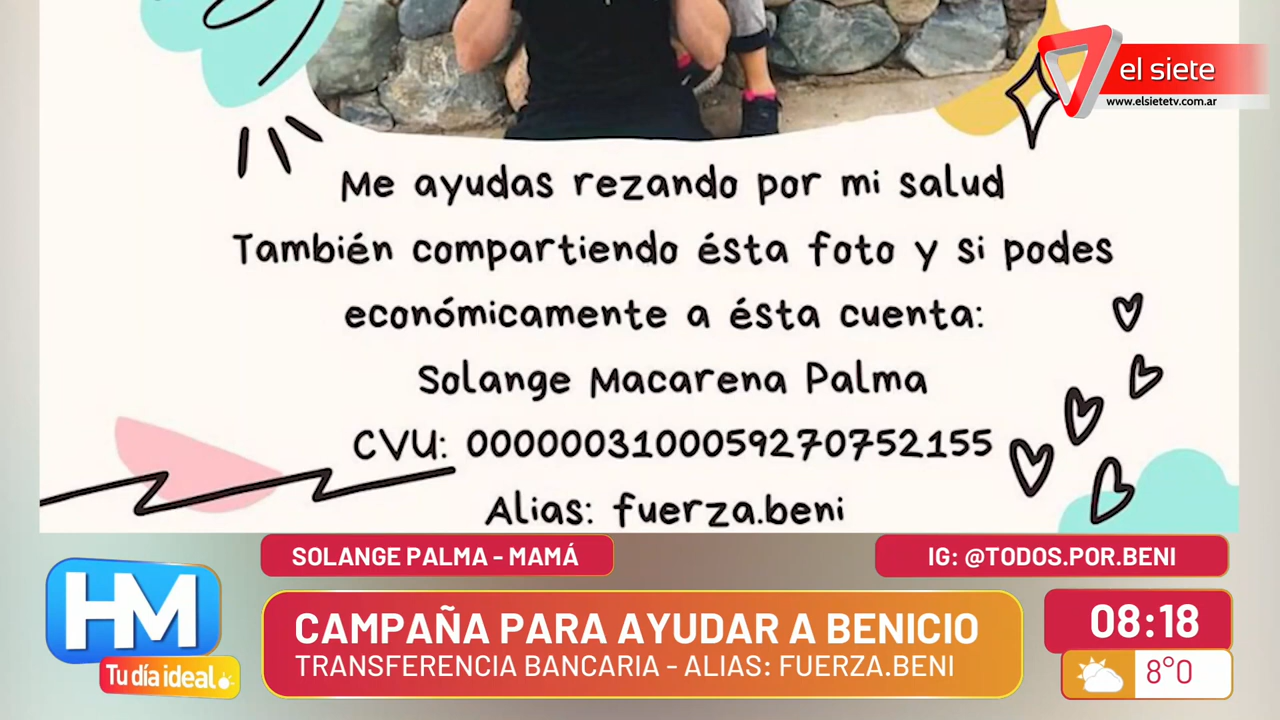 el siete
www.elsietetv.com.ar
Me ayudas rezando por mi salud
También compartiendo ésta foto y si podes
económicamente a ésta cuenta:
Solange Macarena Palma
CVU: 0000003100059270752155
Alias: fuerza.beni
SOLANGE PALMA - MAMÁ
IG: @TODOS.POR.BENI
HM
Tu día ideal
CAMPAÑA PARA AYUDAR A BENICIO
TRANSFERENCIA BANCARIA - ALIAS: FUERZA.BENI
08:18
8°0